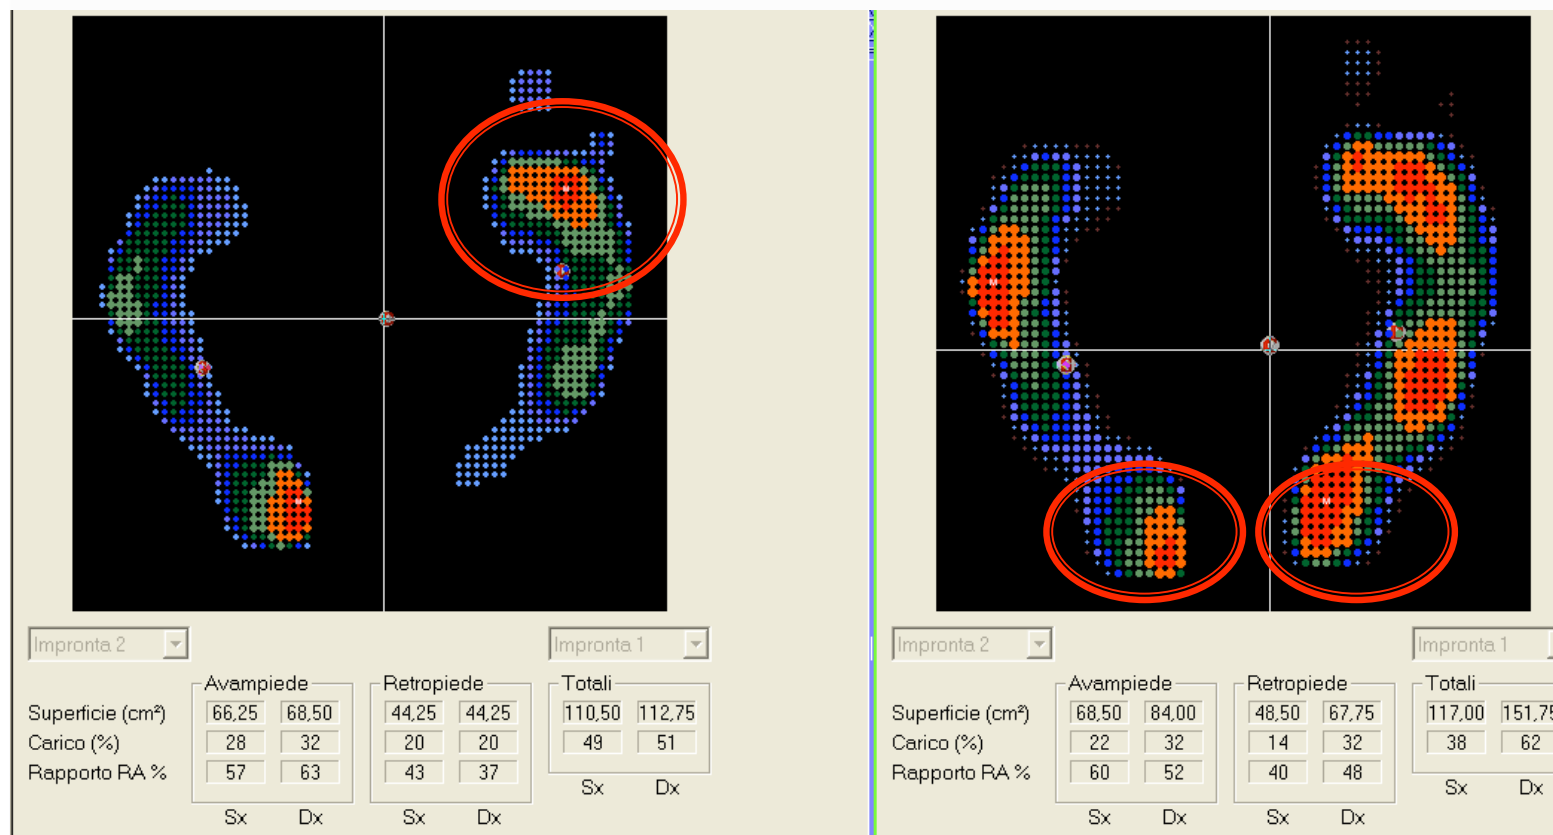 Impronta 2 Impronta 1
Avampiede Retropiede Totali
Superficie (cm²) 66,25 68,50 44,25 44,25 110,50 112,75
Carico (%) 28 32 20 20 49 51
Rapporto RA % 57 63 43 37
Sx Dx
Sx Dx Sx Dx
Impronta 2 Impronta 1
Avampiede Retropiede Totali
Superficie (cm²) 68,50 84,00 48,50 67,75 117,00 151,75
Carico (%) 22 32 14 32 38 62
Rapporto RA % 60 52 40 48
Sx Dx
Sx Dx Sx Dx